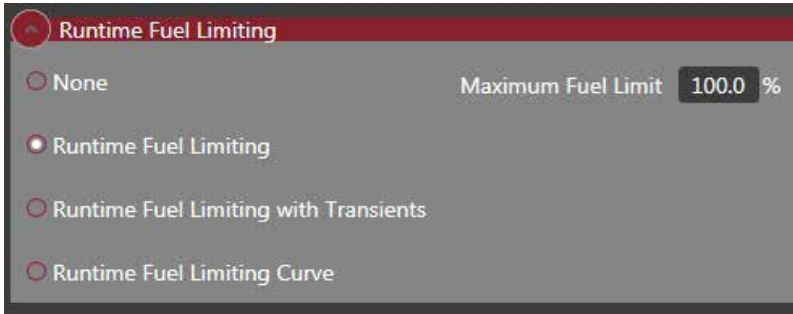 Runtime Fuel Limiting
None
Maximum Fuel Limit 100.0 %
Runtime Fuel Limiting
Runtime Fuel Limiting with Transients
Runtime Fuel Limiting Curve